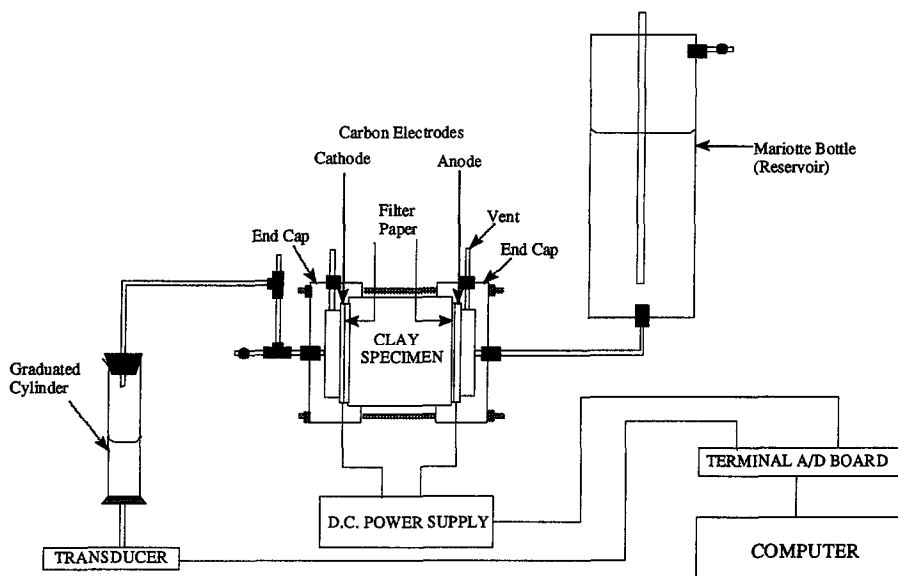 Carbon Electrodes
Cathode
Anode
Mariotte Bottle
(Reservoir)
Filter
Paper
Vent
End Cap
End Cap
CLAY
SPECIMEN
Graduated
Cylinder
TERMINAL A/D BOARD
D.C. POWER SUPPLY
TRANSDUCER
COMPUTER